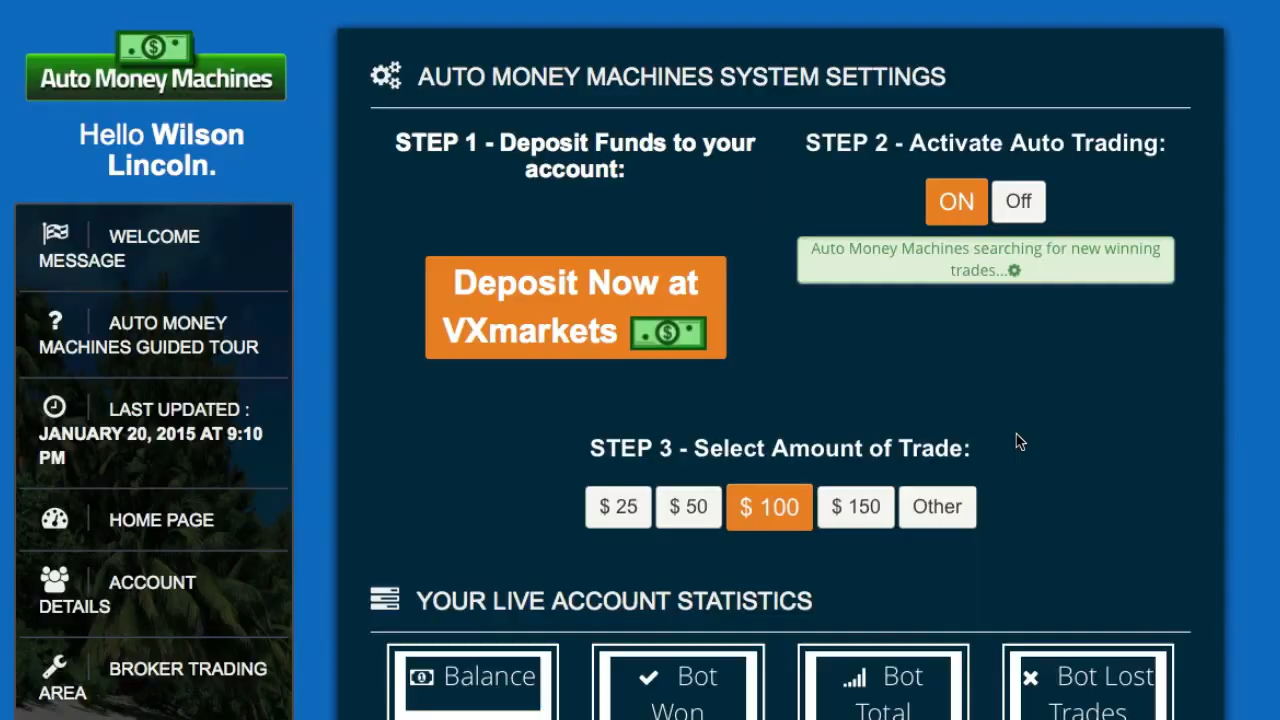 Auto Money Machines
Hello Wilson
Lincoln.
WELCOME
MESSAGE
AUTO MONEY
MACHINES GUIDED TOUR
LAST UPDATED :
JANUARY 20, 2015 AT 9:10
PM
HOME PAGE
ACCOUNT
DETAILS
BROKER TRADING
AREA
AUTO MONEY MACHINES SYSTEM SETTINGS
STEP 1 - Deposit Funds to your
account:
Deposit Now at
VXmarkets
STEP 2 - Activate Auto Trading:
ON Off
Auto Money Machines searching for new winning
trades...
STEP 3 - Select Amount of Trade:
$ 25 $ 50 $ 100 $ 150 Other
YOUR LIVE ACCOUNT STATISTICS
Balance
Bot
Won
Bot
Total
Bot Lost
Trades